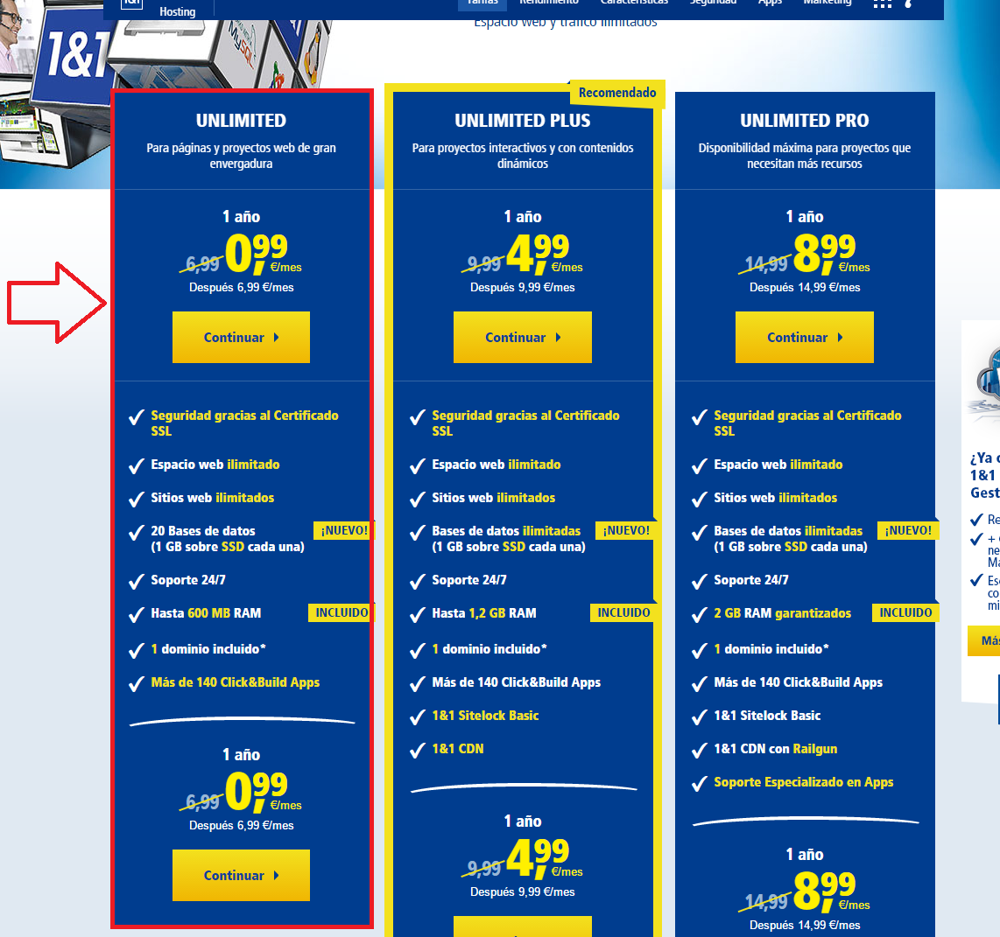 1&1
Hosting
Tarifas
Rendimiento
Características
Seguridad
Apps
Marketing
Espacio web y tráfico ilimitados
1&1
MySQL
UNLIMITED
Para páginas y proyectos web de gran
envergadura
1 año
6,99 0,99
€/mes
Después 6,99 €/mes
Continuar
Seguridad gracias al Certificado
SSL
Espacio web ilimitado
Sitios web ilimitados
20 Bases de datos
(1 GB sobre SSD cada una)
¡NUEVO!
Soporte 24/7
Hasta 600 MB RAM
INCLUIDO
1 dominio incluido*
Más de 140 Click&Build Apps
1 año
6,99 0,99
€/mes
Después 6,99 €/mes
Continuar
Recomendado
UNLIMITED PLUS
Para proyectos interactivos y con contenidos
dinámicos
1 año
9,99 4,99
€/mes
Después 9,99 €/mes
Continuar
Seguridad gracias al Certificado
SSL
Espacio web ilimitado
Sitios web ilimitados
Bases de datos ilimitadas
(1 GB sobre SSD cada una)
¡NUEVO!
Soporte 24/7
Hasta 1,2 GB RAM
INCLUIDO
1 dominio incluido*
Más de 140 Click&Build Apps
1&1 Sitelock Basic
1&1 CDN
1 año
9,99 4,99
€/mes
Después 9,99 €/mes
UNLIMITED PRO
Disponibilidad máxima para proyectos que
necesitan más recursos
1 año
14,99 8,99
€/mes
Después 14,99 €/mes
Continuar
Seguridad gracias al Certificado
SSL
Espacio web ilimitado
Sitios web ilimitados
Bases de datos ilimitadas
(1 GB sobre SSD cada una)
¡NUEVO!
Soporte 24/7
2 GB RAM garantizados
INCLUIDO
1 dominio incluido*
Más de 140 Click&Build Apps
1&1 Sitelock Basic
1&1 CDN con Railgun
Soporte Especializado en Apps
1 año
14,99 8,99
€/mes
Después 14,99 €/mes
¿Ya
1&1
Gest
Re
+
ne
Ma
Es
co
mi
Más